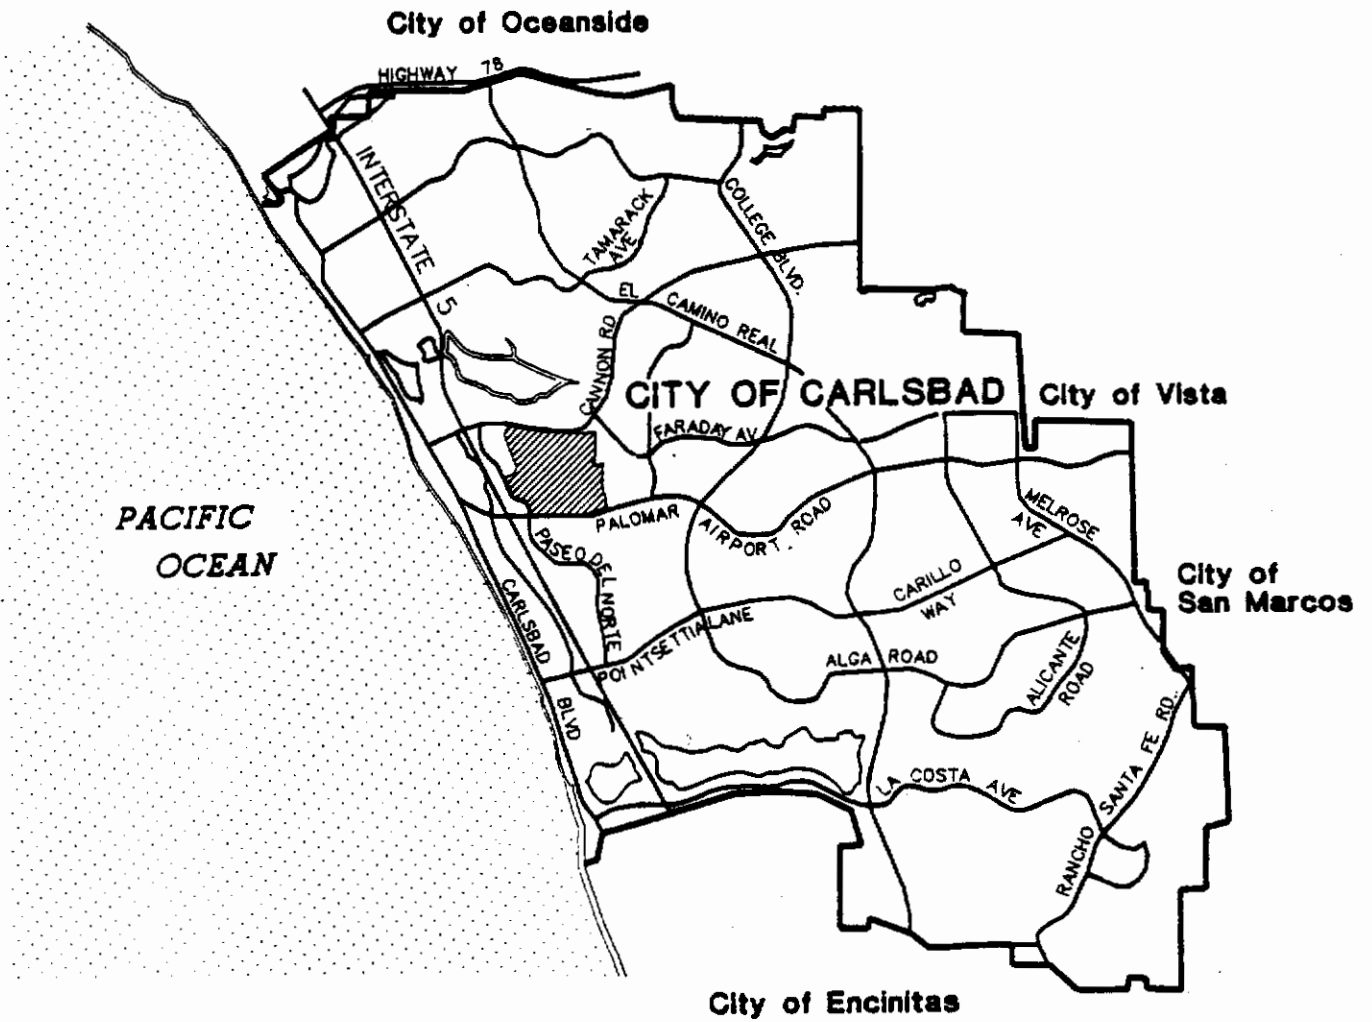 City of Oceanside
HIGHWAY 78
INTERSTATE 5
TAMARACK
AVE
COLLEGE BLVD.
EL CAMINO REAL
CANNON RD
CITY OF CARLSBAD
City of Vista
FARADAY AV
PALOMAR AIRPORT ROAD
MELROSE
AVE
PACIFIC
OCEAN
PASEO DEL NORTE
CARILLO
WAY
City of
San Marcos
CARLSBAD
BLVD
POINTSETTIA LANE
ALGA ROAD
ALICANTE
ROAD
LA COSTA AVE
RANCHO SANTA FE RD.
City of Encinitas